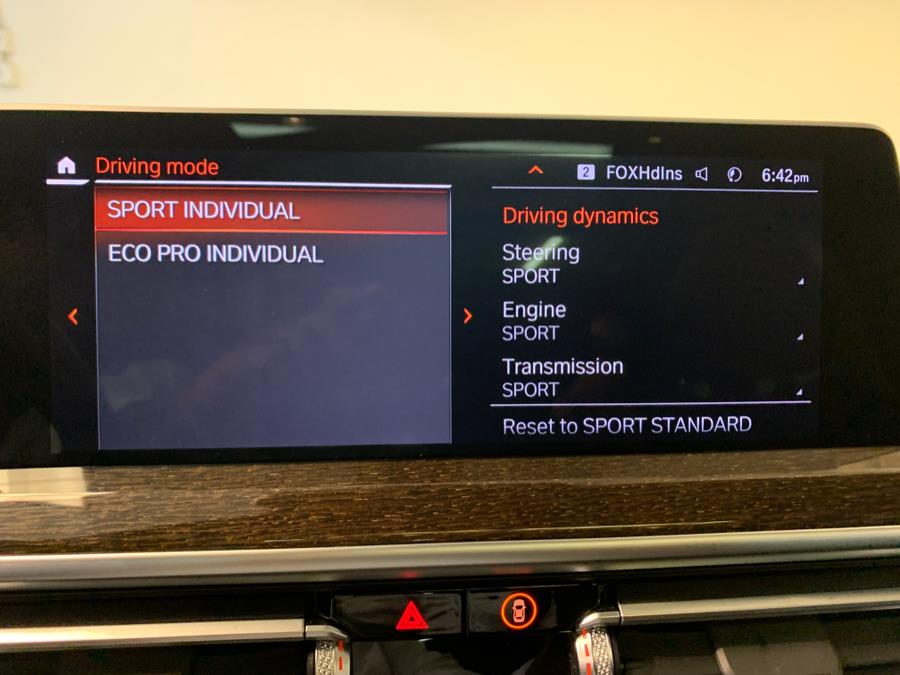 Driving mode
2 FOXHdIns 6:42pm
SPORT INDIVIDUAL
ECO PRO INDIVIDUAL
Driving dynamics
Steering
SPORT
Engine
SPORT
Transmission
SPORT
Reset to SPORT STANDARD